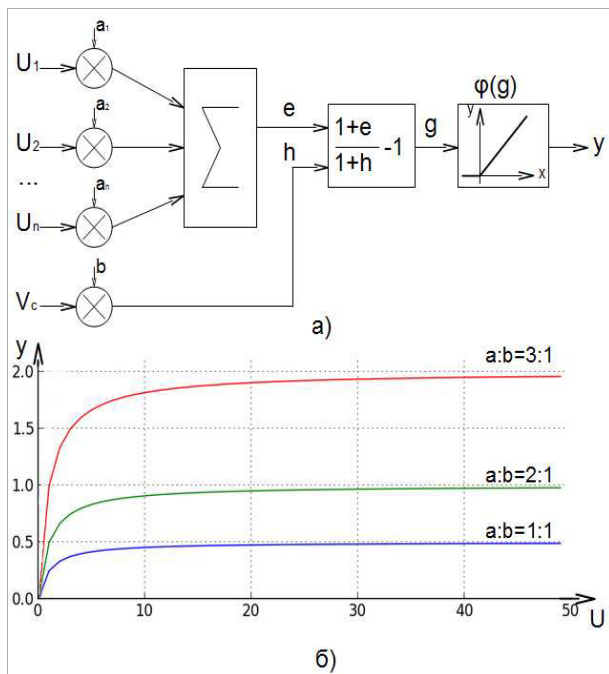 a₁
U₁
a₂
U₂
...
aₙ
Uₙ
b
Vc
e
h
1+e
1+h
-1
g
φ(g)
y
x
y
а)
y
a:b=3:1
a:b=2:1
a:b=1:1
2.0
1.5
1.0
0.5
0.0
0 10 20 30 40 50
U
б)